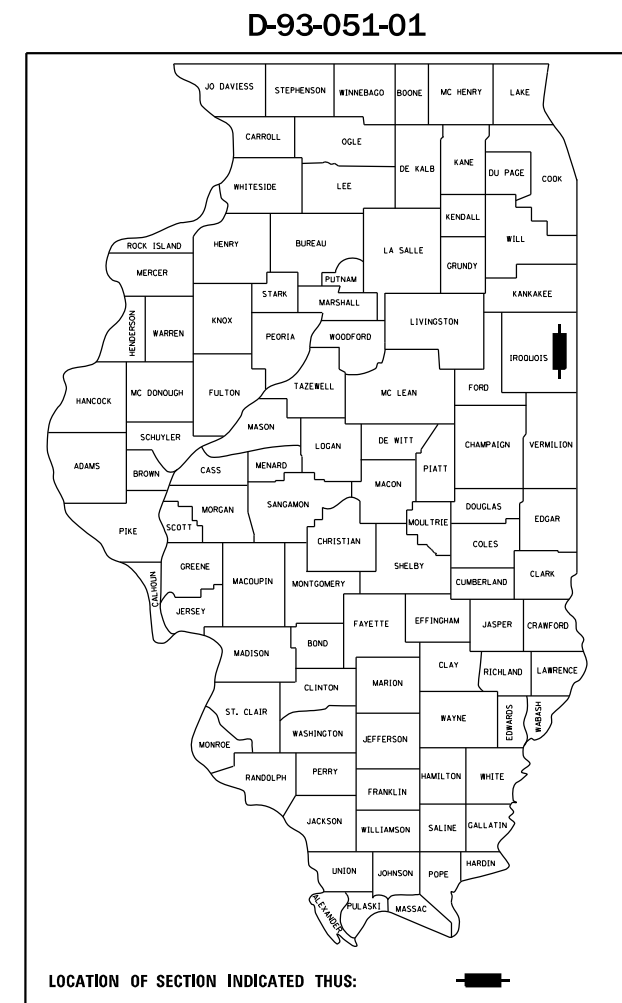 D-93-051-01
JO DAVIESS
STEPHENSON
WINNEBAGO
BOONE
MC HENRY
LAKE
CARROLL
OGLE
DE KALB
KANE
DU PAGE
COOK
WHITESIDE
LEE
KENDALL
WILL
ROCK ISLAND
HENRY
BUREAU
LA SALLE
GRUNDY
MERCER
PUTNAM
KANKAKEE
STARK
MARSHALL
HENDERSON
WARREN
KNOX
PEORIA
WOODFORD
LIVINGSTON
IROQUOIS
HANCOCK
MC DONOUGH
FULTON
TAZEWELL
MC LEAN
FORD
MASON
SCHUYLER
LOGAN
DE WITT
CHAMPAIGN
VERMILION
ADAMS
BROWN
CASS
MENARD
PIATT
MACON
MORGAN
SANGAMON
DOUGLAS
EDGAR
PIKE
SCOTT
CHRISTIAN
MOULTRIE
COLES
GREENE
SHELBY
CLARK
CALHOUN
MACOUPIN
MONTGOMERY
CUMBERLAND
JERSEY
FAYETTE
EFFINGHAM
JASPER
CRAWFORD
MADISON
BOND
CLAY
RICHLAND
LAWRENCE
CLINTON
MARION
ST. CLAIR
WAYNE
EDWARDS
WABASH
MONROE
WASHINGTON
JEFFERSON
RANDOLPH
PERRY
HAMILTON
WHITE
FRANKLIN
JACKSON
WILLIAMSON
SALINE
GALLATIN
UNION
JOHNSON
POPE
HARDIN
ALEXANDER
PULASKI
MASSAC
LOCATION OF SECTION INDICATED THUS: